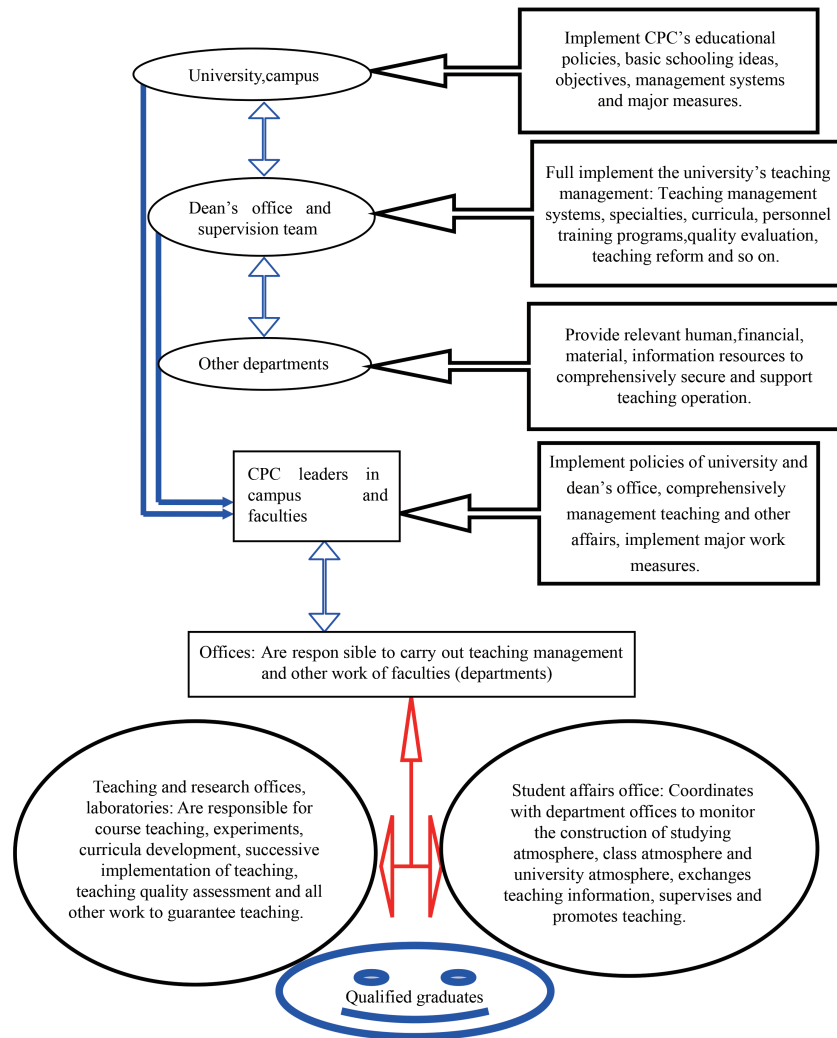 Implement CPC's educational
policies, basic schooling ideas,
objectives, management systems
and major measures.
University,campus
Full implement the university's teaching
management: Teaching management
systems, specialties, curricula, personnel
training programs,quality evaluation,
teaching reform and so on.
Dean's office and
supervision team
Provide relevant human,financial,
material, information resources to
comprehensively secure and support
teaching operation.
Other departments
CPC leaders in
campus and
faculties
Implement policies of university and
dean's office, comprehensively
management teaching and other
affairs, implement major work
measures.
Offices: Are respon sible to carry out teaching management
and other work of faculties (departments)
Teaching and research offices,
laboratories: Are responsible for
course teaching, experiments,
curricula development, successive
implementation of teaching,
teaching quality assessment and all
other work to guarantee teaching.
Student affairs office: Coordinates
with department offices to monitor
the construction of studying
atmosphere, class atmosphere and
university atmosphere, exchanges
teaching information, supervises and
promotes teaching.
Qualified graduates